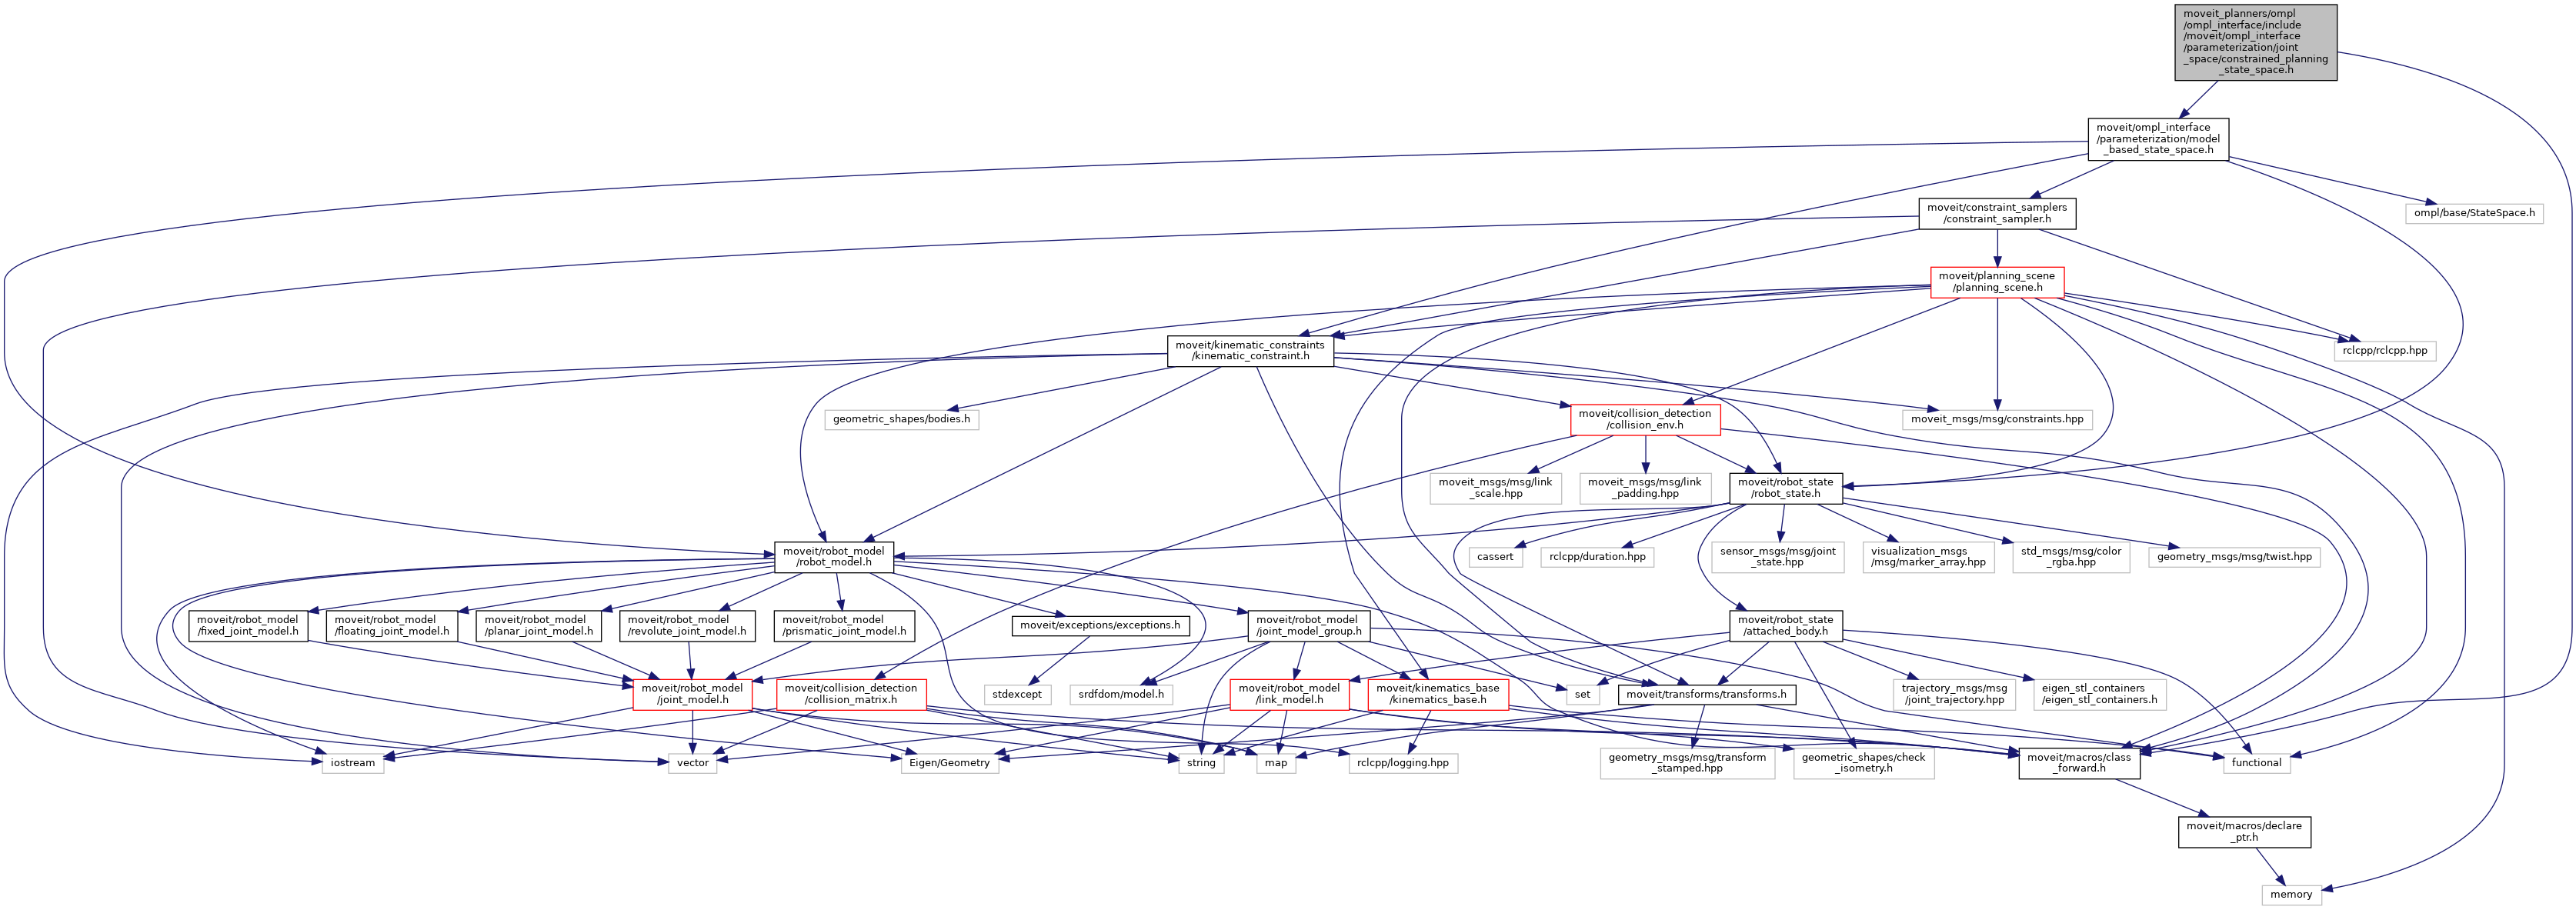 moveit_planners/ompl
/ompl_interface/include
/moveit/ompl_interface
/parameterization/joint
_space/constrained_planning
_state_space.h
moveit/ompl_interface
/parameterization/model
_based_state_space.h
moveit/constraint_samplers
/constraint_sampler.h
ompl/base/StateSpace.h
moveit/planning_scene
/planning_scene.h
moveit/kinematic_constraints
/kinematic_constraint.h
rclcpp/rclcpp.hpp
geometric_shapes/bodies.h
moveit/collision_detection
/collision_env.h
moveit_msgs/msg/constraints.hpp
moveit_msgs/msg/link
_scale.hpp
moveit_msgs/msg/link
_padding.hpp
moveit/robot_state
/robot_state.h
moveit/robot_model
/robot_model.h
cassert
rclcpp/duration.hpp
sensor_msgs/msg/joint
_state.hpp
visualization_msgs
/msg/marker_array.hpp
std_msgs/msg/color
_rgba.hpp
geometry_msgs/msg/twist.hpp
moveit/robot_model
/fixed_joint_model.h
moveit/robot_model
/floating_joint_model.h
moveit/robot_model
/planar_joint_model.h
moveit/robot_model
/revolute_joint_model.h
moveit/robot_model
/prismatic_joint_model.h
moveit/exceptions/exceptions.h
moveit/robot_model
/joint_model_group.h
moveit/robot_state
/attached_body.h
moveit/robot_model
/joint_model.h
moveit/collision_detection
/collision_matrix.h
stdexcept
srdfdom/model.h
moveit/robot_model
/link_model.h
moveit/kinematics_base
/kinematics_base.h
set
moveit/transforms/transforms.h
trajectory_msgs/msg
/joint_trajectory.hpp
eigen_stl_containers
/eigen_stl_containers.h
iostream
vector
Eigen/Geometry
string
map
rclcpp/logging.hpp
geometry_msgs/msg/transform
_stamped.hpp
geometric_shapes/check
_isometry.h
moveit/macros/class
_forward.h
functional
moveit/macros/declare
_ptr.h
memory